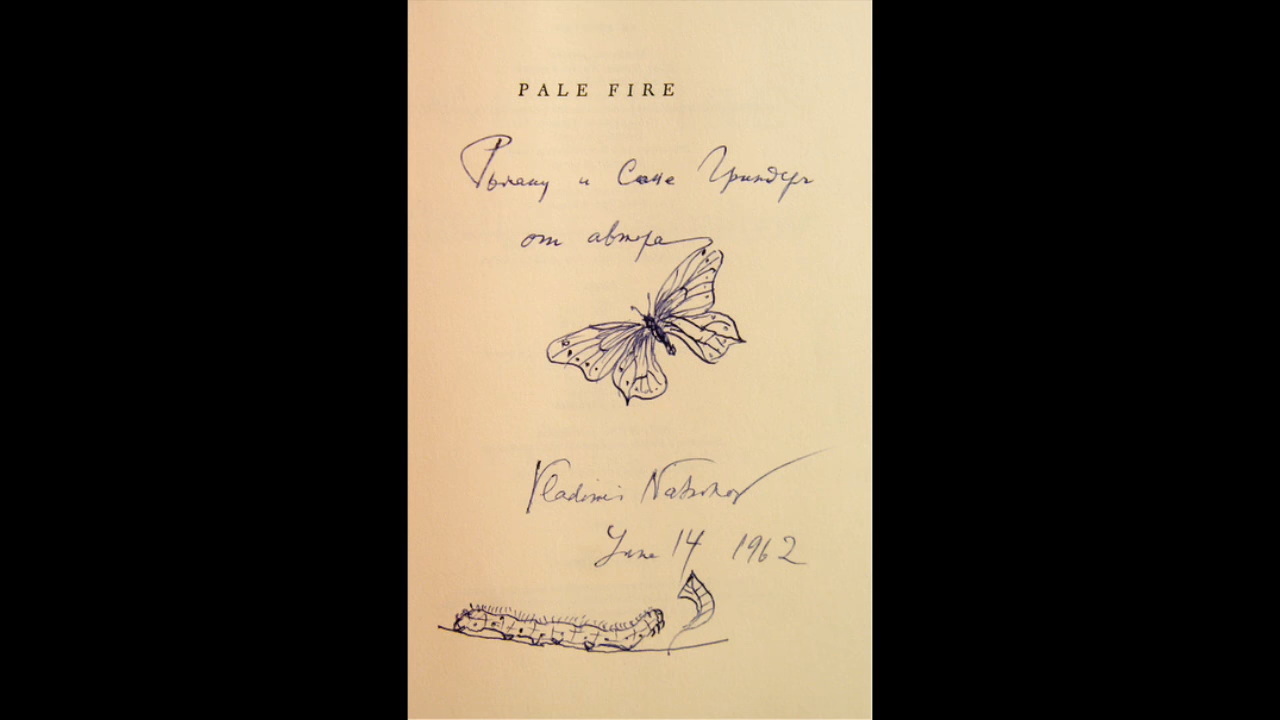 PALE FIRE
Роману и Соне Гринберг
от автора
Vladimir Nabokov
June 14 1962